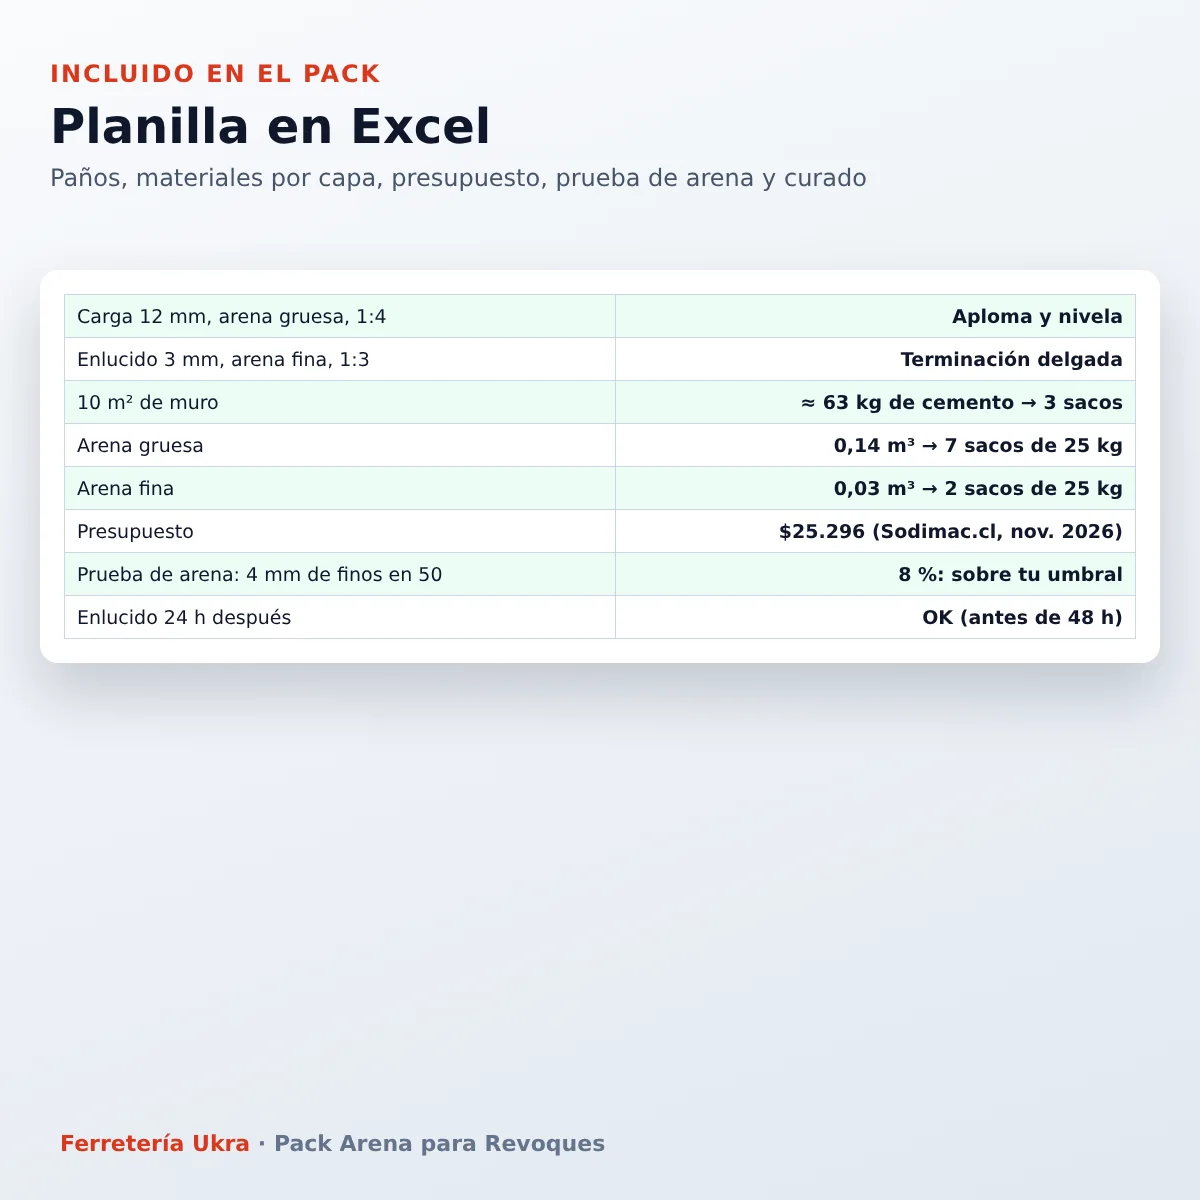 INCLUIDO EN EL PACK
Planilla en Excel
Paños, materiales por capa, presupuesto, prueba de arena y curado
Carga 12 mm, arena gruesa, 1:4 Aploma y nivela
Enlucido 3 mm, arena fina, 1:3 Terminación delgada
10 m² de muro ≈ 63 kg de cemento → 3 sacos
Arena gruesa 0,14 m³ → 7 sacos de 25 kg
Arena fina 0,03 m³ → 2 sacos de 25 kg
Presupuesto $25.296 (Sodimac.cl, nov. 2026)
Prueba de arena: 4 mm de finos en 50 8 %: sobre tu umbral
Enlucido 24 h después OK (antes de 48 h)
Ferretería Ukra · Pack Arena para Revoques